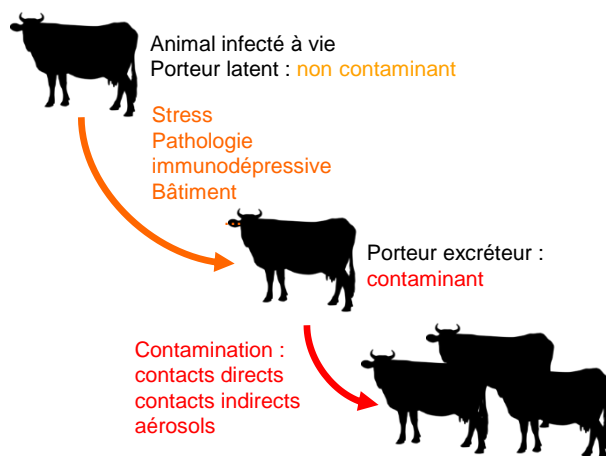 Animal infecté à vie
Porteur latent : non contaminant
Stress
Pathologie
immunodépressive
Bâtiment
Porteur excréteur :
contaminant
Contamination :
contacts directs
contacts indirects
aérosols